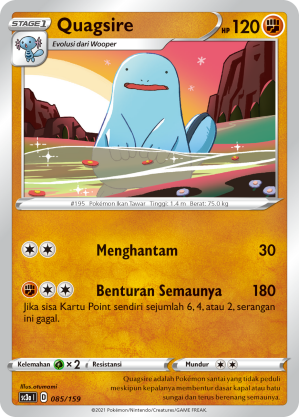 STAGE 1 Quagsire HP 120
Evolusi dari Wooper
#195 Pokémon Ikan Tawar Tinggi: 1.4 m Berat: 75.0 kg
Menghantam 30
Benturan Semaunya 180
Jika sisa Kartu Point sendiri sejumlah 6, 4, atau 2, serangan
ini gagal.
Kelemahan × 2 Resistansi Mundur
Illus. otumami
sc3a I D 085/159
Quagsire adalah Pokémon santai yang tidak peduli
meskipun kepalanya membentur dasar kapal atau batu
sungai dan terus berenang santai.
©2021 Pokémon/Nintendo/Creatures/GAME FREAK.